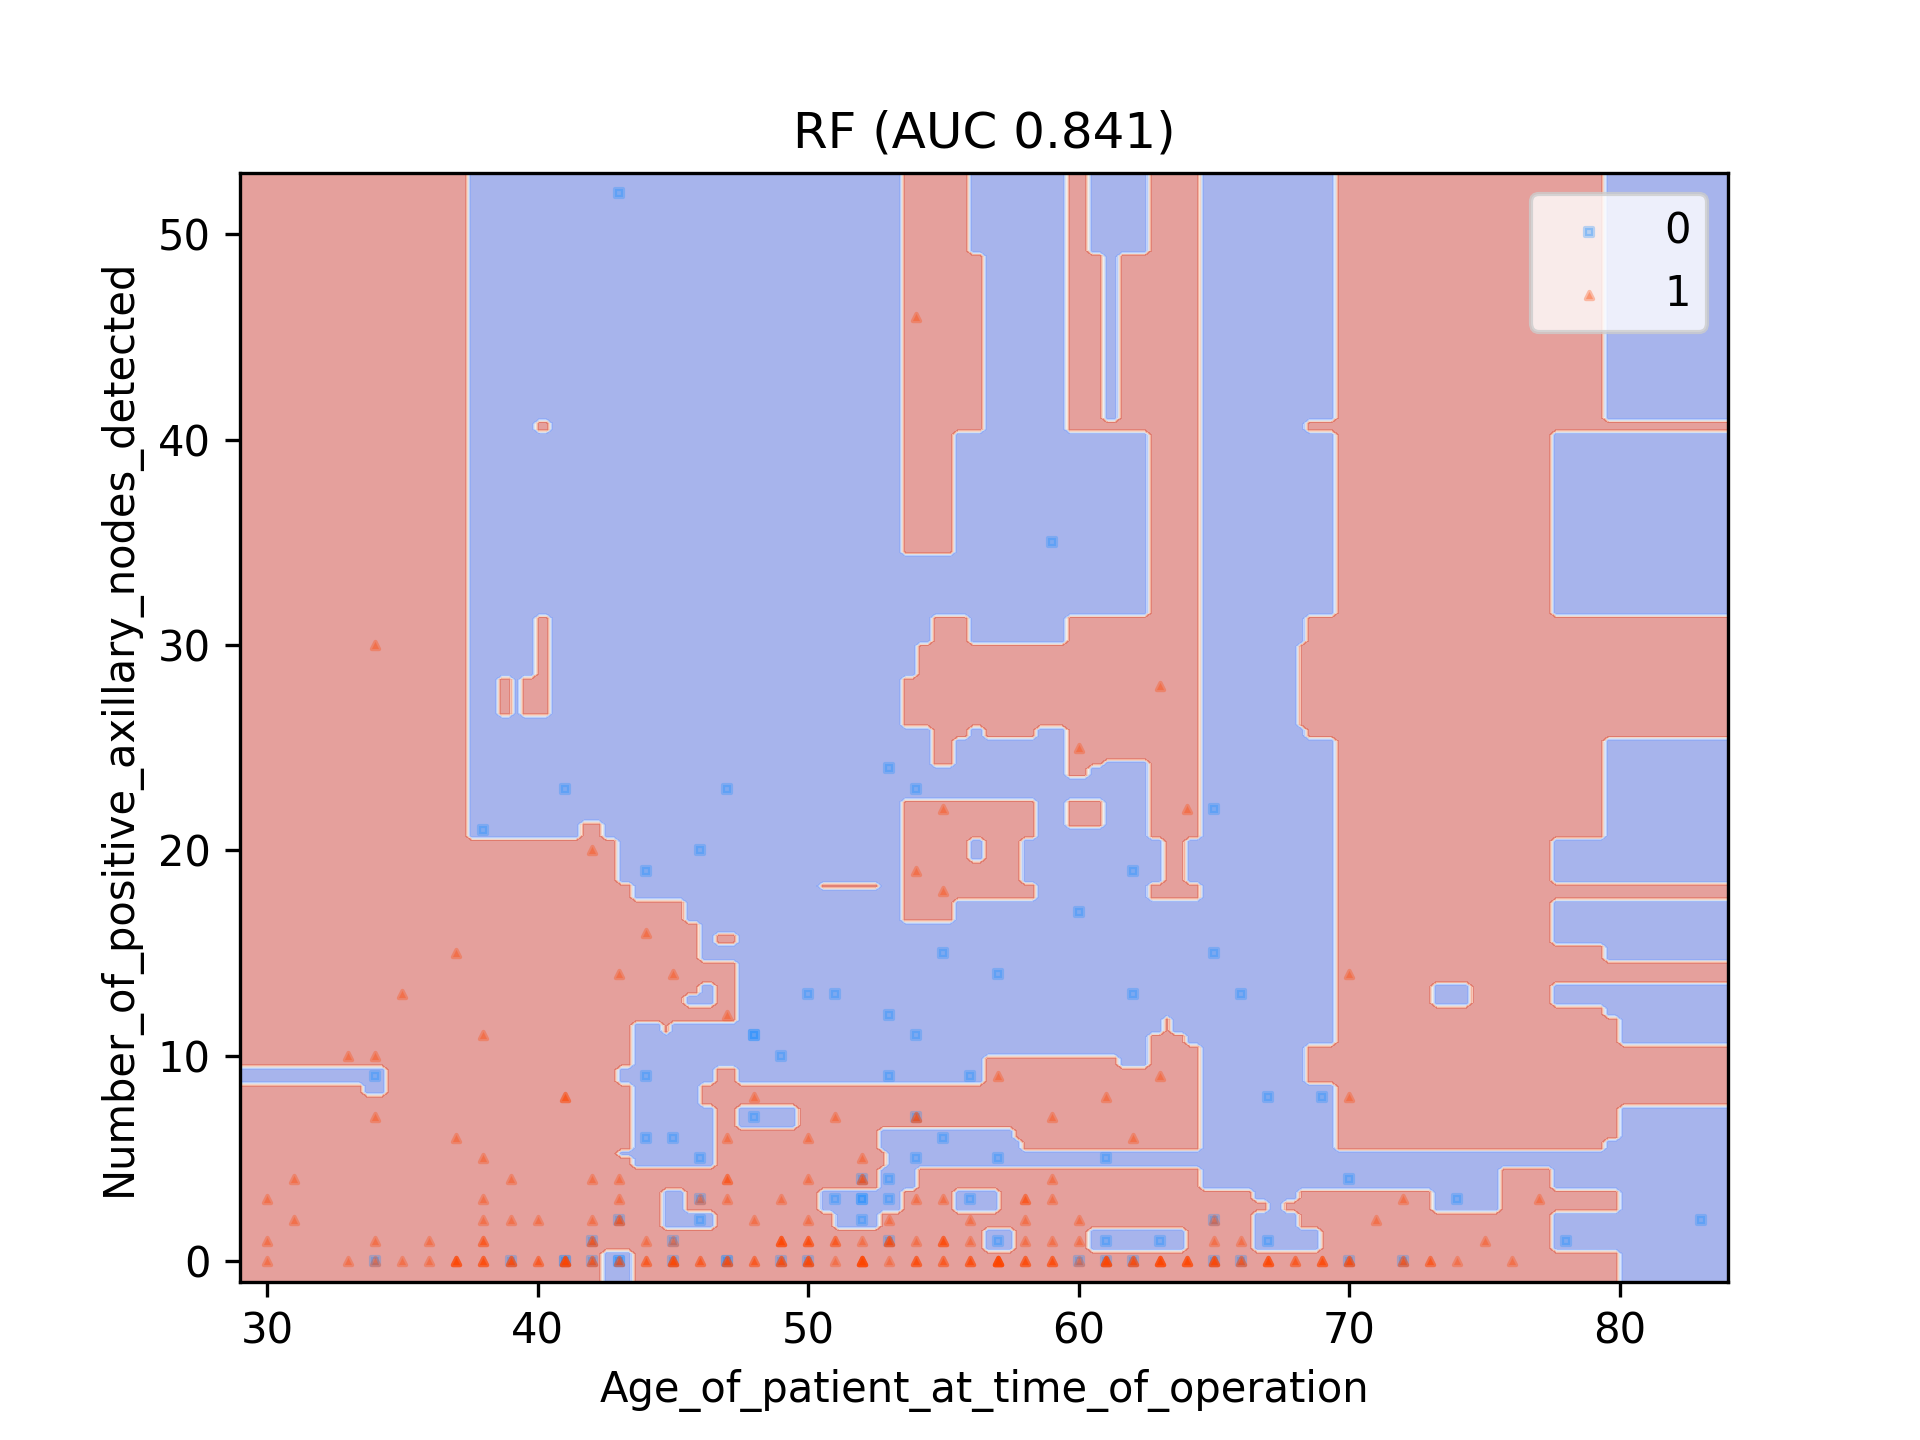 RF (AUC 0.841)
0
1
50
40
30
20
10
0
Number_of_positive_axillary_nodes_detected
30 40 50 60 70 80
Age_of_patient_at_time_of_operation